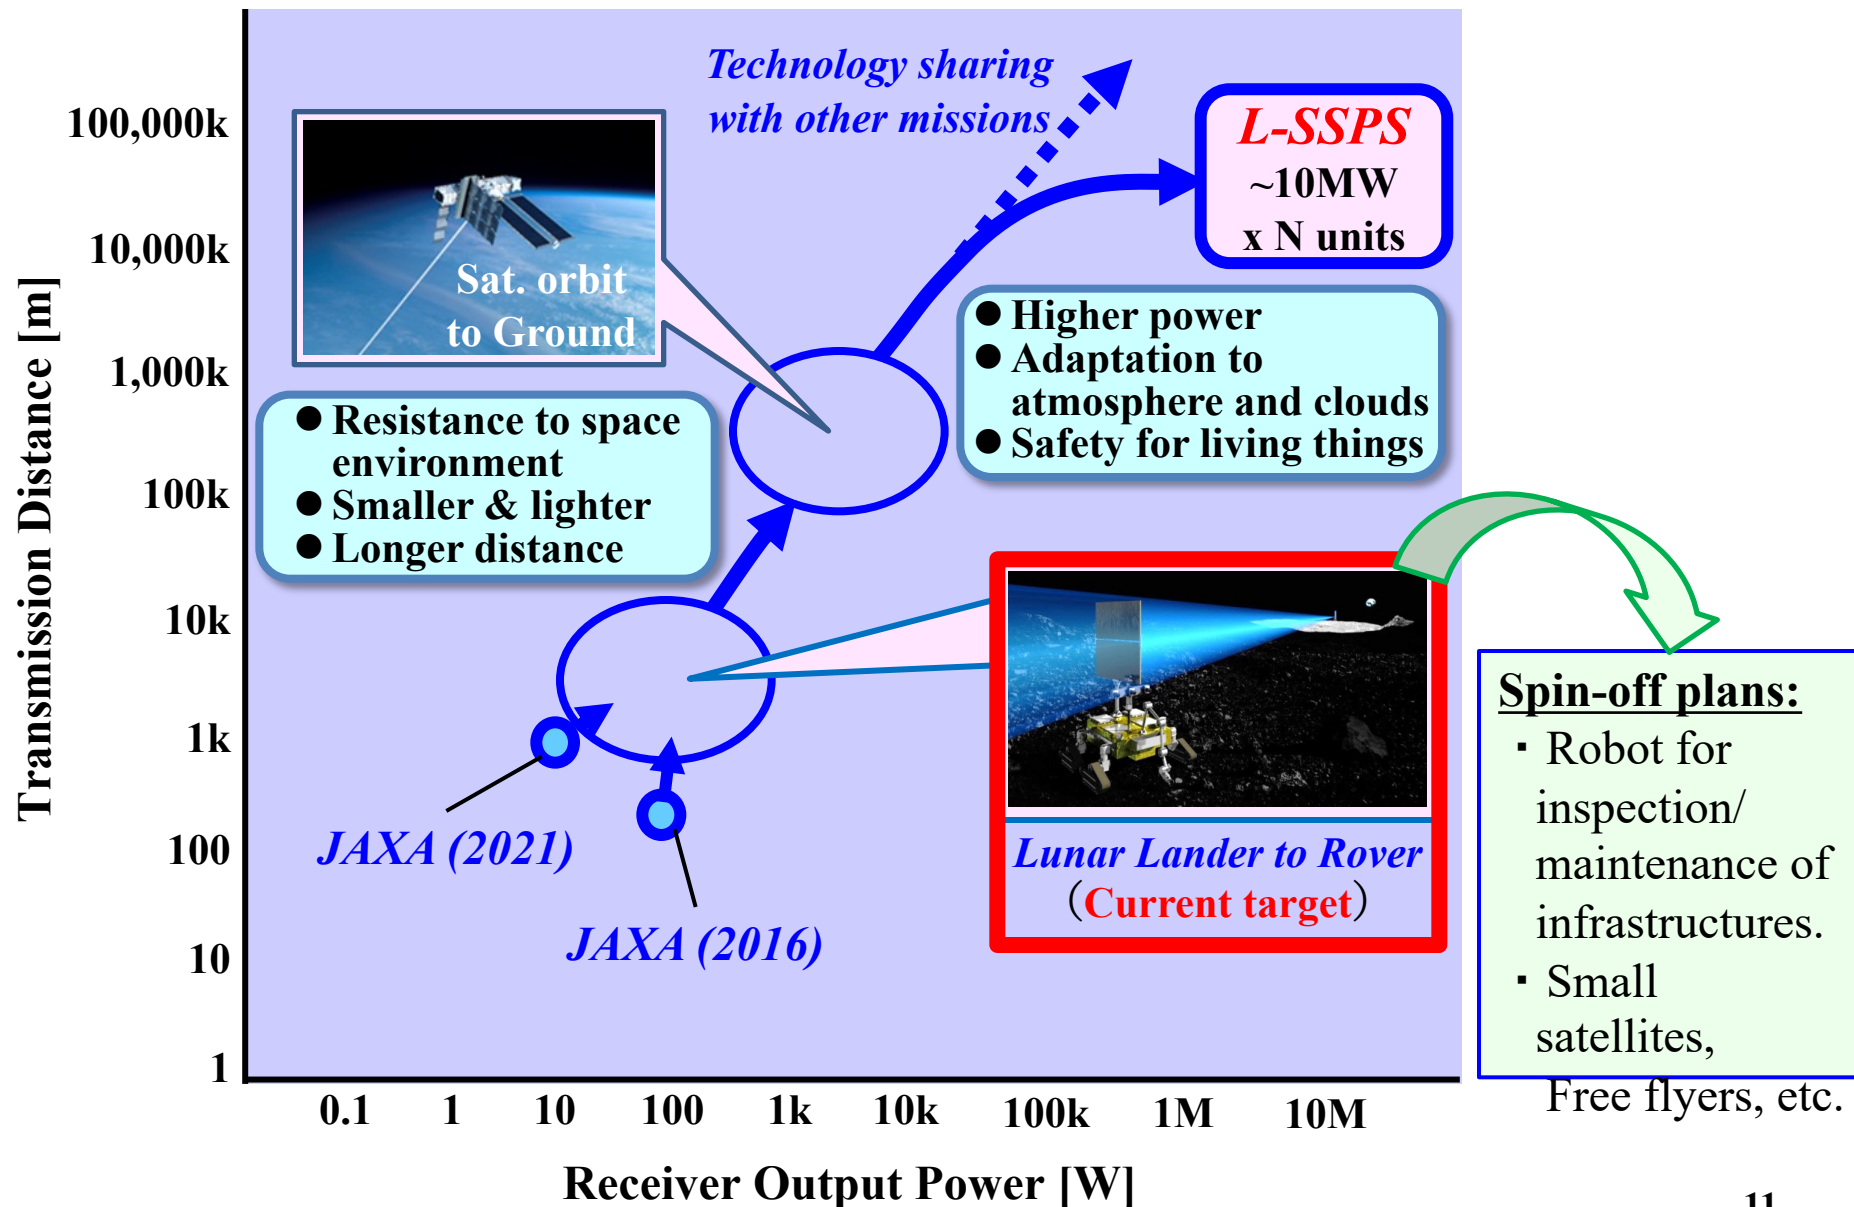 Technology sharing
with other missions
L-SSPS
~10MW
x N units
Sat. orbit
to Ground
● Higher power
● Adaptation to
atmosphere and clouds
● Safety for living things
● Resistance to space
environment
● Smaller & lighter
● Longer distance
Transmission Distance [m]
100,000k
10,000k
1,000k
100k
10k
1k
100
10
1
JAXA (2021)
JAXA (2016)
Lunar Lander to Rover
（Current target）
Spin-off plans:
・Robot for
inspection/
maintenance of
infrastructures.
・Small
satellites,
Free flyers, etc.
0.1 1 10 100 1k 10k 100k 1M 10M
Receiver Output Power [W]
11